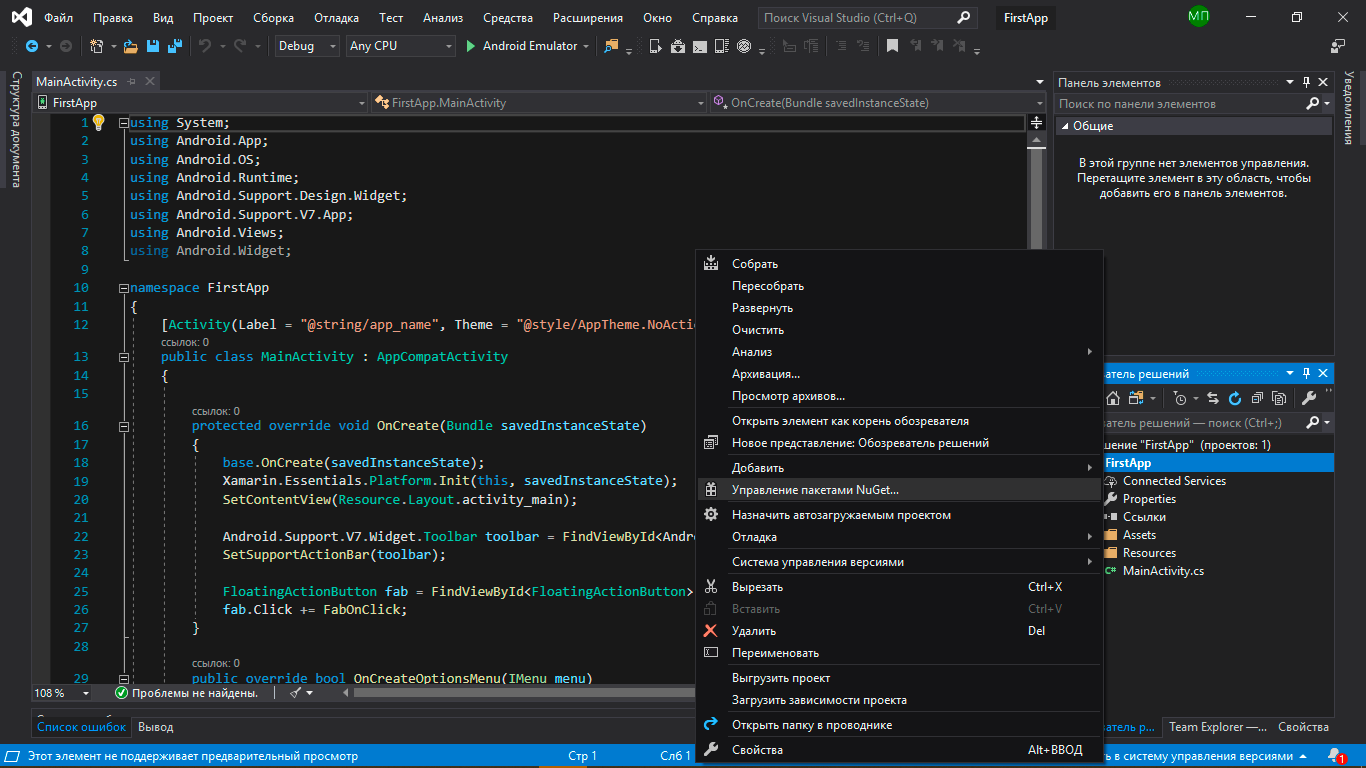 Файл Правка Вид Проект Сборка Отладка Тест Анализ Средства Расширения Окно Справка Поиск Visual Studio (Ctrl+Q) FirstApp МП
Debug Any CPU Android Emulator
Структура документа
MainActivity.cs
FirstApp FirstApp.MainActivity OnCreate(Bundle savedInstanceState)
1 using System;
2 using Android.App;
3 using Android.OS;
4 using Android.Runtime;
5 using Android.Support.Design.Widget;
6 using Android.Support.V7.App;
7 using Android.Views;
8 using Android.Widget;
9
10 namespace FirstApp
11 {
12 [Activity(Label = "@string/app_name", Theme = "@style/AppTheme.NoActio
ссылок: 0
13 public class MainActivity : AppCompatActivity
14 {
15
ссылок: 0
16 protected override void OnCreate(Bundle savedInstanceState)
17 {
18 base.OnCreate(savedInstanceState);
19 Xamarin.Essentials.Platform.Init(this, savedInstanceState);
20 SetContentView(Resource.Layout.activity_main);
21
22 Android.Support.V7.Widget.Toolbar toolbar = FindViewById<Andro
23 SetSupportActionBar(toolbar);
24
25 FloatingActionButton fab = FindViewById<FloatingActionButton>
26 fab.Click += FabOnClick;
27 }
28
ссылок: 0
29 public override bool OnCreateOptionsMenu(IMenu menu)
108 % Проблемы не найдены.
Список ошибок Вывод
Этот элемент не поддерживает предварительный просмотр Стр 1 Слб 1
Собрать
Пересобрать
Развернуть
Очистить
Анализ
Архивация...
Просмотр архивов...
Открыть элемент как корень обозревателя
Новое представление: Обозреватель решений
Добавить
Управление пакетами NuGet...
Назначить автозагружаемым проектом
Отладка
Система управления версиями
Вырезать Ctrl+X
Вставить Ctrl+V
Удалить Del
Переименовать
Выгрузить проект
Загрузить зависимости проекта
Открыть папку в проводнике
Свойства Alt+ВВОД
Панель элементов
Поиск по панели элементов
Общие
В этой группе нет элементов управления.
Перетащите элемент в эту область, чтобы
добавить его в панель элементов.
Уведомления
атель решений
ватель решений — поиск (Ctrl+;)
шение "FirstApp" (проектов: 1)
FirstApp
Connected Services
Properties
Ссылки
Assets
Resources
C# MainActivity.cs
атель р... Team Explorer —... Свойства
ь в систему управления версиями 1